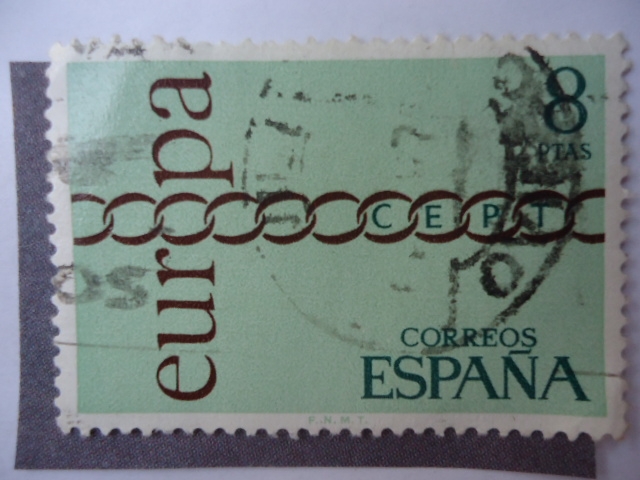 europa
8
PTAS
CEPT
CORREOS
ESPAÑA
F.N.M.T.